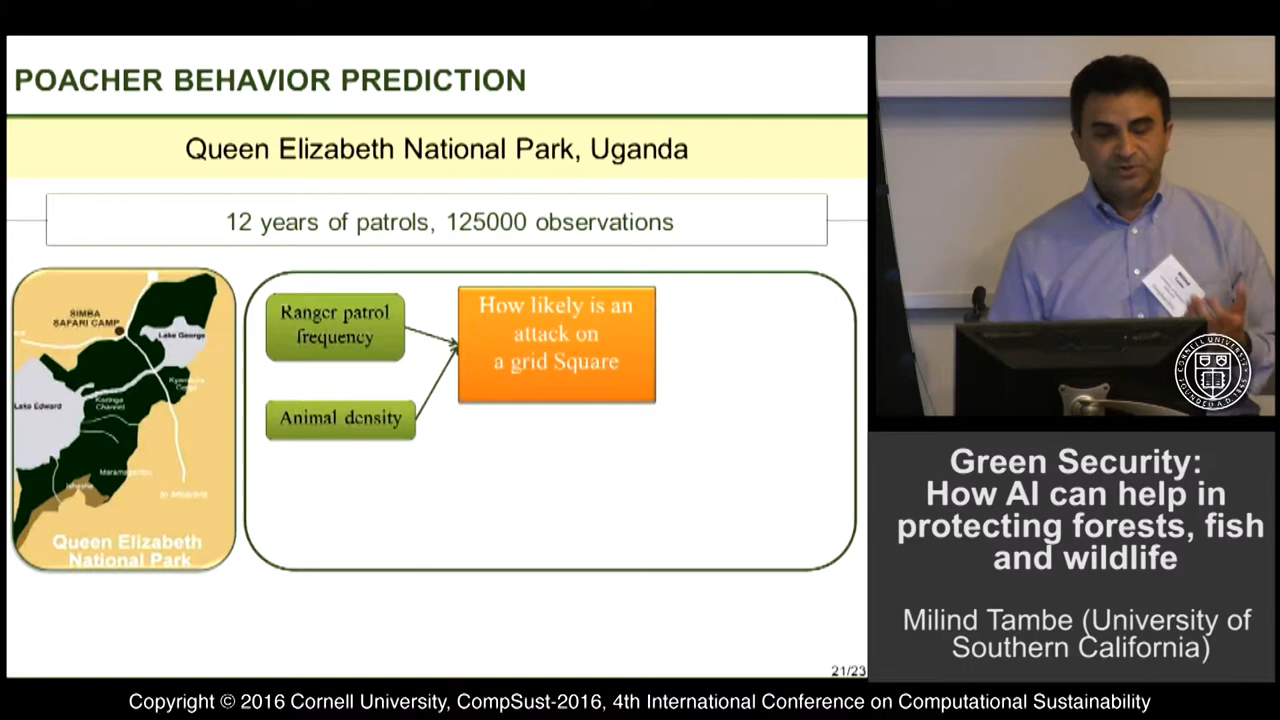 POACHER BEHAVIOR PREDICTION
Queen Elizabeth National Park, Uganda
12 years of patrols, 125000 observations
SIMBA
SAFARI CAMP
Lake George
Lake Edward
Kazinga
Channel
Queen Elizabeth
National Park
Ranger patrol
frequency
Animal density
How likely is an
attack on
a grid Square
21/23
CORNELL UNIVERSITY
FOUNDED A.D.
Green Security:
How AI can help in
protecting forests, fish
and wildlife
Milind Tambe (University of
Southern California)
Copyright © 2016 Cornell University, CompSust-2016, 4th International Conference on Computational Sustainability